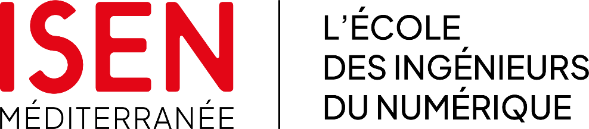 ISEN
MÉDITERRANÉE
L'ÉCOLE
DES INGÉNIEURS
DU NUMÉRIQUE